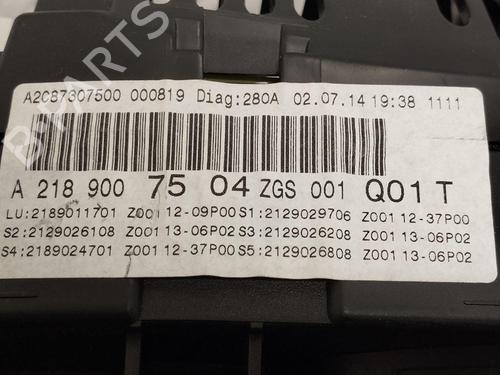 B-PARTS
A2C87307500 000819 Diag:280A 02.07.14 19:38 1111
A 218 900 75 04 ZGS 001 Q01 T
LU:2189011701 Z001 12-09P00 S1:2129029706 Z001 12-37P00
S2:2129026108 Z001 13-06P02 S3:2129026208 Z001 13-06P02
S4:2189024701 Z001 12-37P00 S5:2129026808 Z001 13-06P02